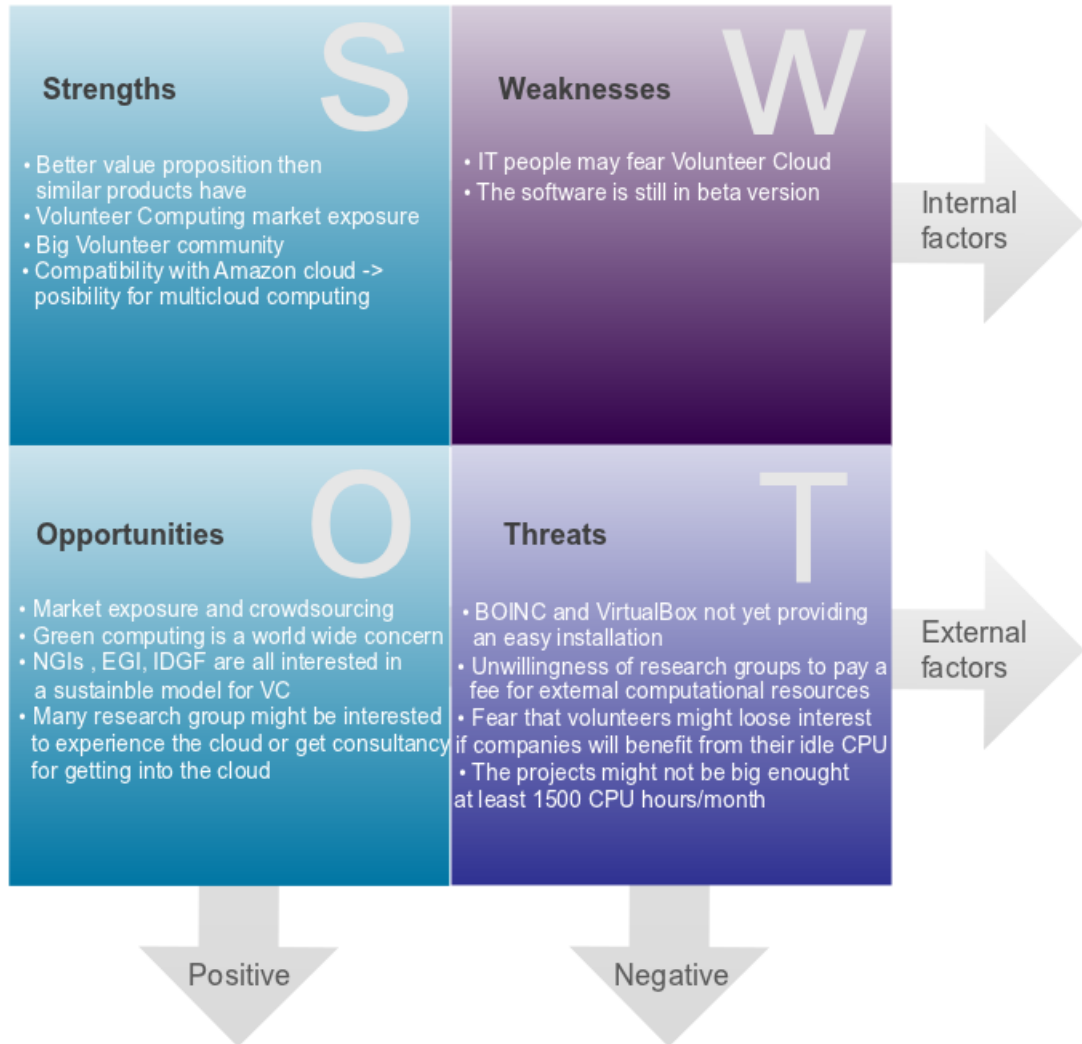 S
Strengths
• Better value proposition then
similar products have
• Volunteer Computing market exposure
• Big Volunteer community
• Compatibility with Amazon cloud ->
posibility for multicloud computing
W
Weaknesses
• IT people may fear Volunteer Cloud
• The software is still in beta version
Internal
factors
O
Opportunities
• Market exposure and crowdsourcing
• Green computing is a world wide concern
• NGIs , EGI, IDGF are all interested in
a sustainble model for VC
• Many research group might be interested
to experience the cloud or get consultancy
for getting into the cloud
T
Threats
• BOINC and VirtualBox not yet providing
an easy installation
• Unwillingness of research groups to pay a
fee for external computational resources
• Fear that volunteers might loose interest
if companies will benefit from their idle CPU
• The projects might not be big enought
at least 1500 CPU hours/month
External
factors
Positive
Negative